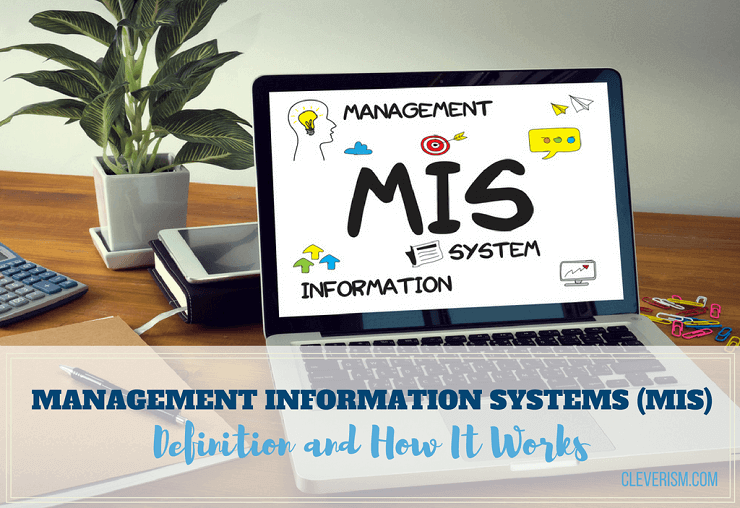 MANAGEMENT
MIS
SYSTEM
INFORMATION
MANAGEMENT INFORMATION SYSTEMS (MIS)
Definition and How It Works
CLEVERISM.COM